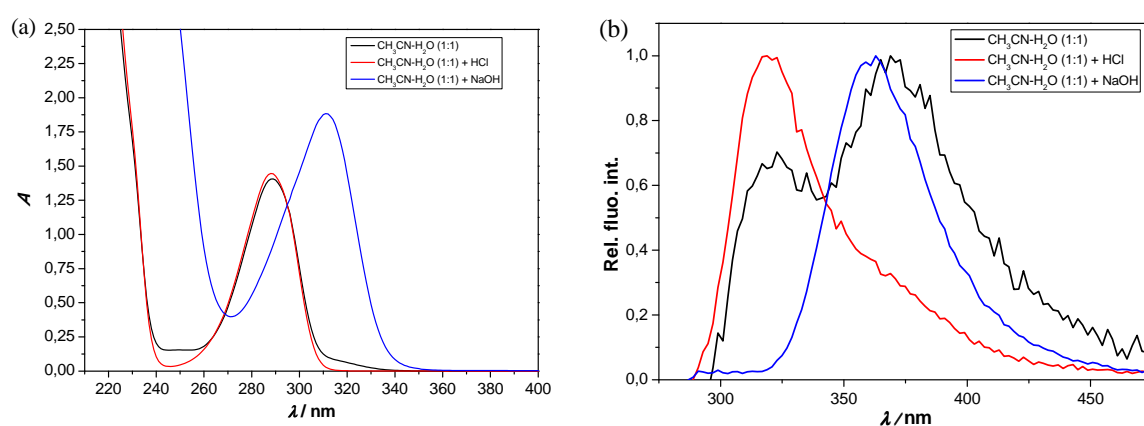 (a)
2,50
2,25
2,00
1,75
1,50
1,25
1,00
0,75
0,50
0,25
0,00
A
220 240 260 280 300 320 340 360 380 400
λ / nm
CH₃CN-H₂O (1:1)
CH₃CN-H₂O (1:1) + HCl
CH₃CN-H₂O (1:1) + NaOH
(b)
1,0
0,8
0,6
0,4
0,2
0,0
Rel. fluo. int.
300 350 400 450
λ / nm
CH₃CN-H₂O (1:1)
CH₃CN-H₂O (1:1) + HCl
CH₃CN-H₂O (1:1) + NaOH